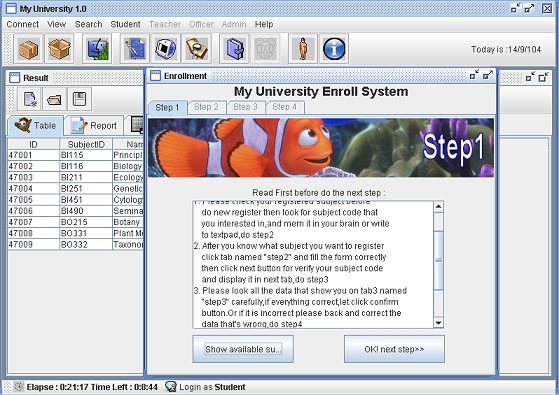 My University 1.0
Connect View Search Student Teacher Officer Admin Help
Today is :14/9/104
Result
Table Report
ID SubjectID
47001 BI115 Principl
47002 BI116 Biology
47003 BI211 Ecology
47004 BI251 Genetic
47005 BI451 Cytolog
47006 BI490 Semina
47007 BO215 Botany
47008 BO331 Plant M
47009 BO332 Taxono
Enrollment
My University Enroll System
Step 1 Step 2 Step 3 Step 4
Step1
Read First before do the next step :
1. Please check your registered subject before
do new register then look for subject code that
you interested in,and mem it in your brain or write
to textpad,do step2
2. After you know what subject you want to register
click tab named "step2" and fill the form correctly
then click next button for verify your subject code
and display it in next tab,do step3
3. Please look all the data that show you on tab3 named
"step3" carefully,if everything correct,let click confirm
button.Or if it is incorrect please back and correct the
data that's wrong,do step4
Show available su...
OK! next step>>
Elapse : 0:21:17 Time Left : 0:8:44 Login as Student